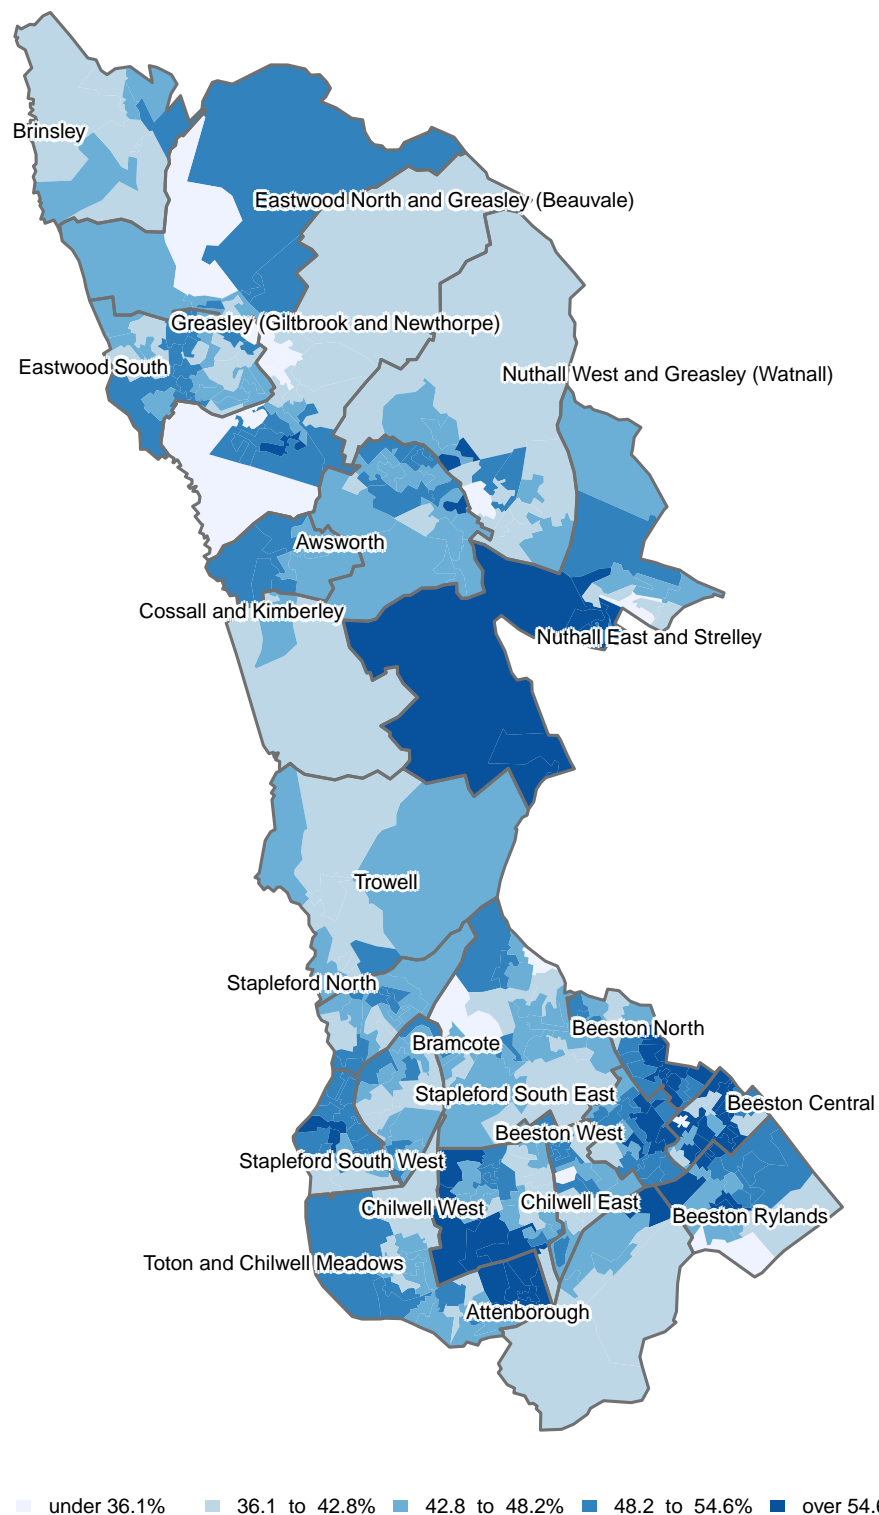 Brinsley
Eastwood North and Greasley (Beauvale)
Greasley (Giltbrook and Newthorpe)
Eastwood South
Nuthall West and Greasley (Watnall)
Awsworth
Cossall and Kimberley
Nuthall East and Strelley
Trowell
Stapleford North
Beeston North
Bramcote
Stapleford South East
Beeston Central
Beeston West
Stapleford South West
Chilwell East
Chilwell West
Beeston Rylands
Toton and Chilwell Meadows
Attenborough
under 36.1% 36.1 to 42.8% 42.8 to 48.2% 48.2 to 54.6% over 54.6